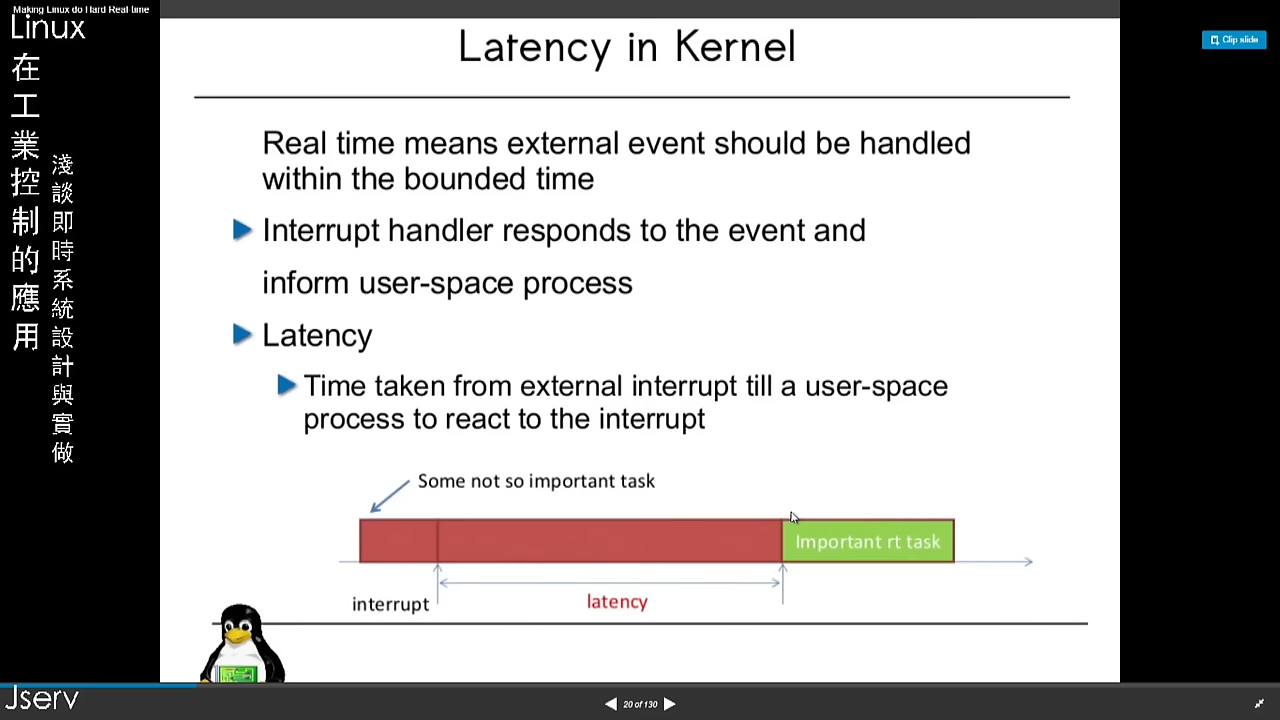 Making Linux do Hard Real-time
Linux
在工業控制的應用
淺談即時系統設計與實做
Clip slide
Latency in Kernel
Real time means external event should be handled
within the bounded time
Interrupt handler responds to the event and
inform user-space process
Latency
Time taken from external interrupt till a user-space
process to react to the interrupt
Some not so important task
Important rt task
interrupt
latency
Jserv
20 of 130